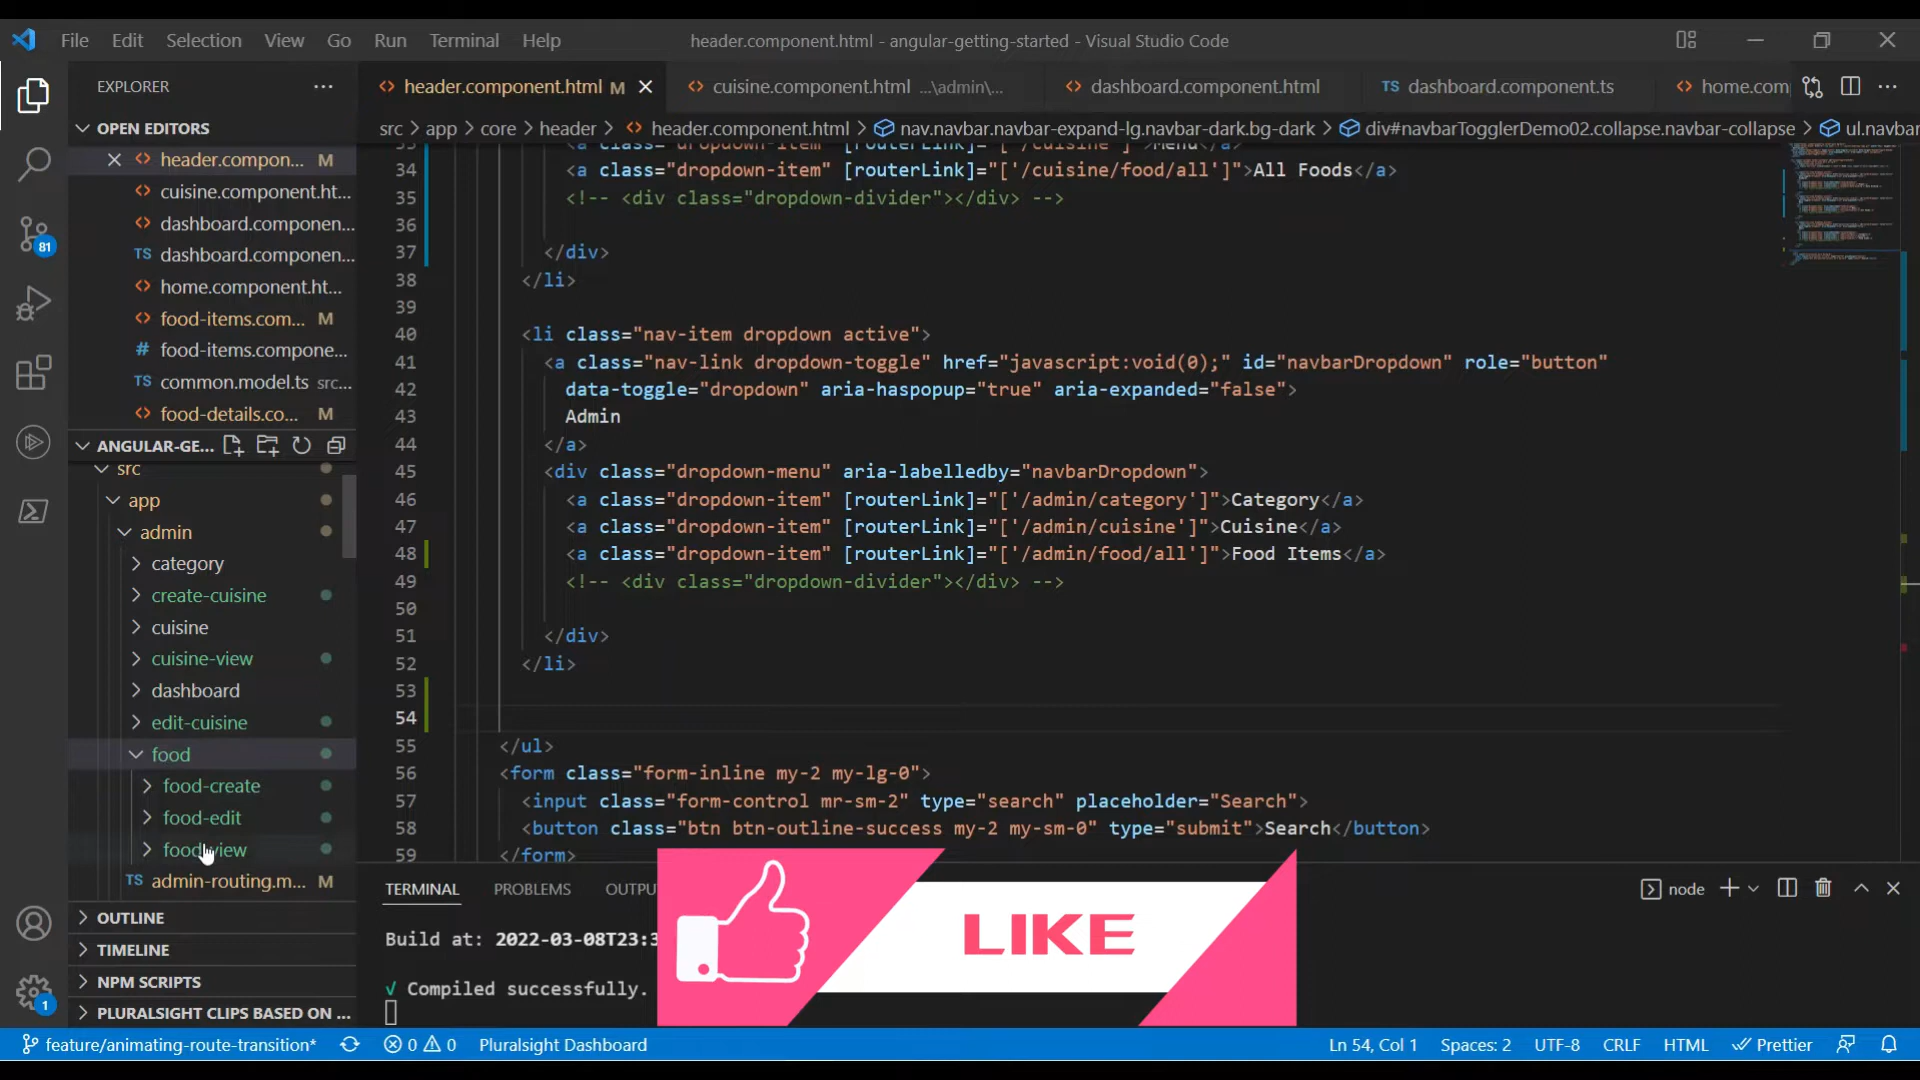 File Edit Selection View Go Run Terminal Help
header.component.html - angular-getting-started - Visual Studio Code
EXPLORER
header.component.html M
cuisine.component.html ...\admin\...
dashboard.component.html
TS dashboard.component.ts
home.com
OPEN EDITORS
src > app > core > header > header.component.html > nav.navbar.navbar-expand-lg.navbar-dark.bg-dark > div#navbarTogglerDemo02.collapse.navbar-collapse > ul.navbar
header.compon... M
cuisine.component.ht...
dashboard.componen...
TS dashboard.componen...
home.component.ht...
food-items.com... M
# food-items.compone...
TS common.model.ts src...
food-details.co... M
ANGULAR-GE...
src
app
admin
category
create-cuisine
cuisine
cuisine-view
dashboard
edit-cuisine
food
food-create
food-edit
food-view
TS admin-routing.m... M
OUTLINE
TIMELINE
NPM SCRIPTS
PLURALSIGHT CLIPS BASED ON ...
81
1
33 <a class="dropdown-item" [routerLink]="['/cuisine']">Menu</a>
34 <a class="dropdown-item" [routerLink]="['/cuisine/food/all']">All Foods</a>
35 <!-- <div class="dropdown-divider"></div> -->
36
37 </div>
38 </li>
39
40 <li class="nav-item dropdown active">
41 <a class="nav-link dropdown-toggle" href="javascript:void(0);" id="navbarDropdown" role="button"
42 data-toggle="dropdown" aria-haspopup="true" aria-expanded="false">
43 Admin
44 </a>
45 <div class="dropdown-menu" aria-labelledby="navbarDropdown">
46 <a class="dropdown-item" [routerLink]="['/admin/category']">Category</a>
47 <a class="dropdown-item" [routerLink]="['/admin/cuisine']">Cuisine</a>
48 <a class="dropdown-item" [routerLink]="['/admin/food/all']">Food Items</a>
49 <!-- <div class="dropdown-divider"></div> -->
50
51 </div>
52 </li>
53
54
55 </ul>
56 <form class="form-inline my-2 my-lg-0">
57 <input class="form-control mr-sm-2" type="search" placeholder="Search">
58 <button class="btn btn-outline-success my-2 my-sm-0" type="submit">Search</button>
59 </form>
TERMINAL PROBLEMS OUTPU
node
Build at: 2022-03-08T23:3
√ Compiled successfully.
LIKE
feature/animating-route-transition* 0 0 Pluralsight Dashboard
Ln 54, Col 1 Spaces: 2 UTF-8 CRLF HTML Prettier